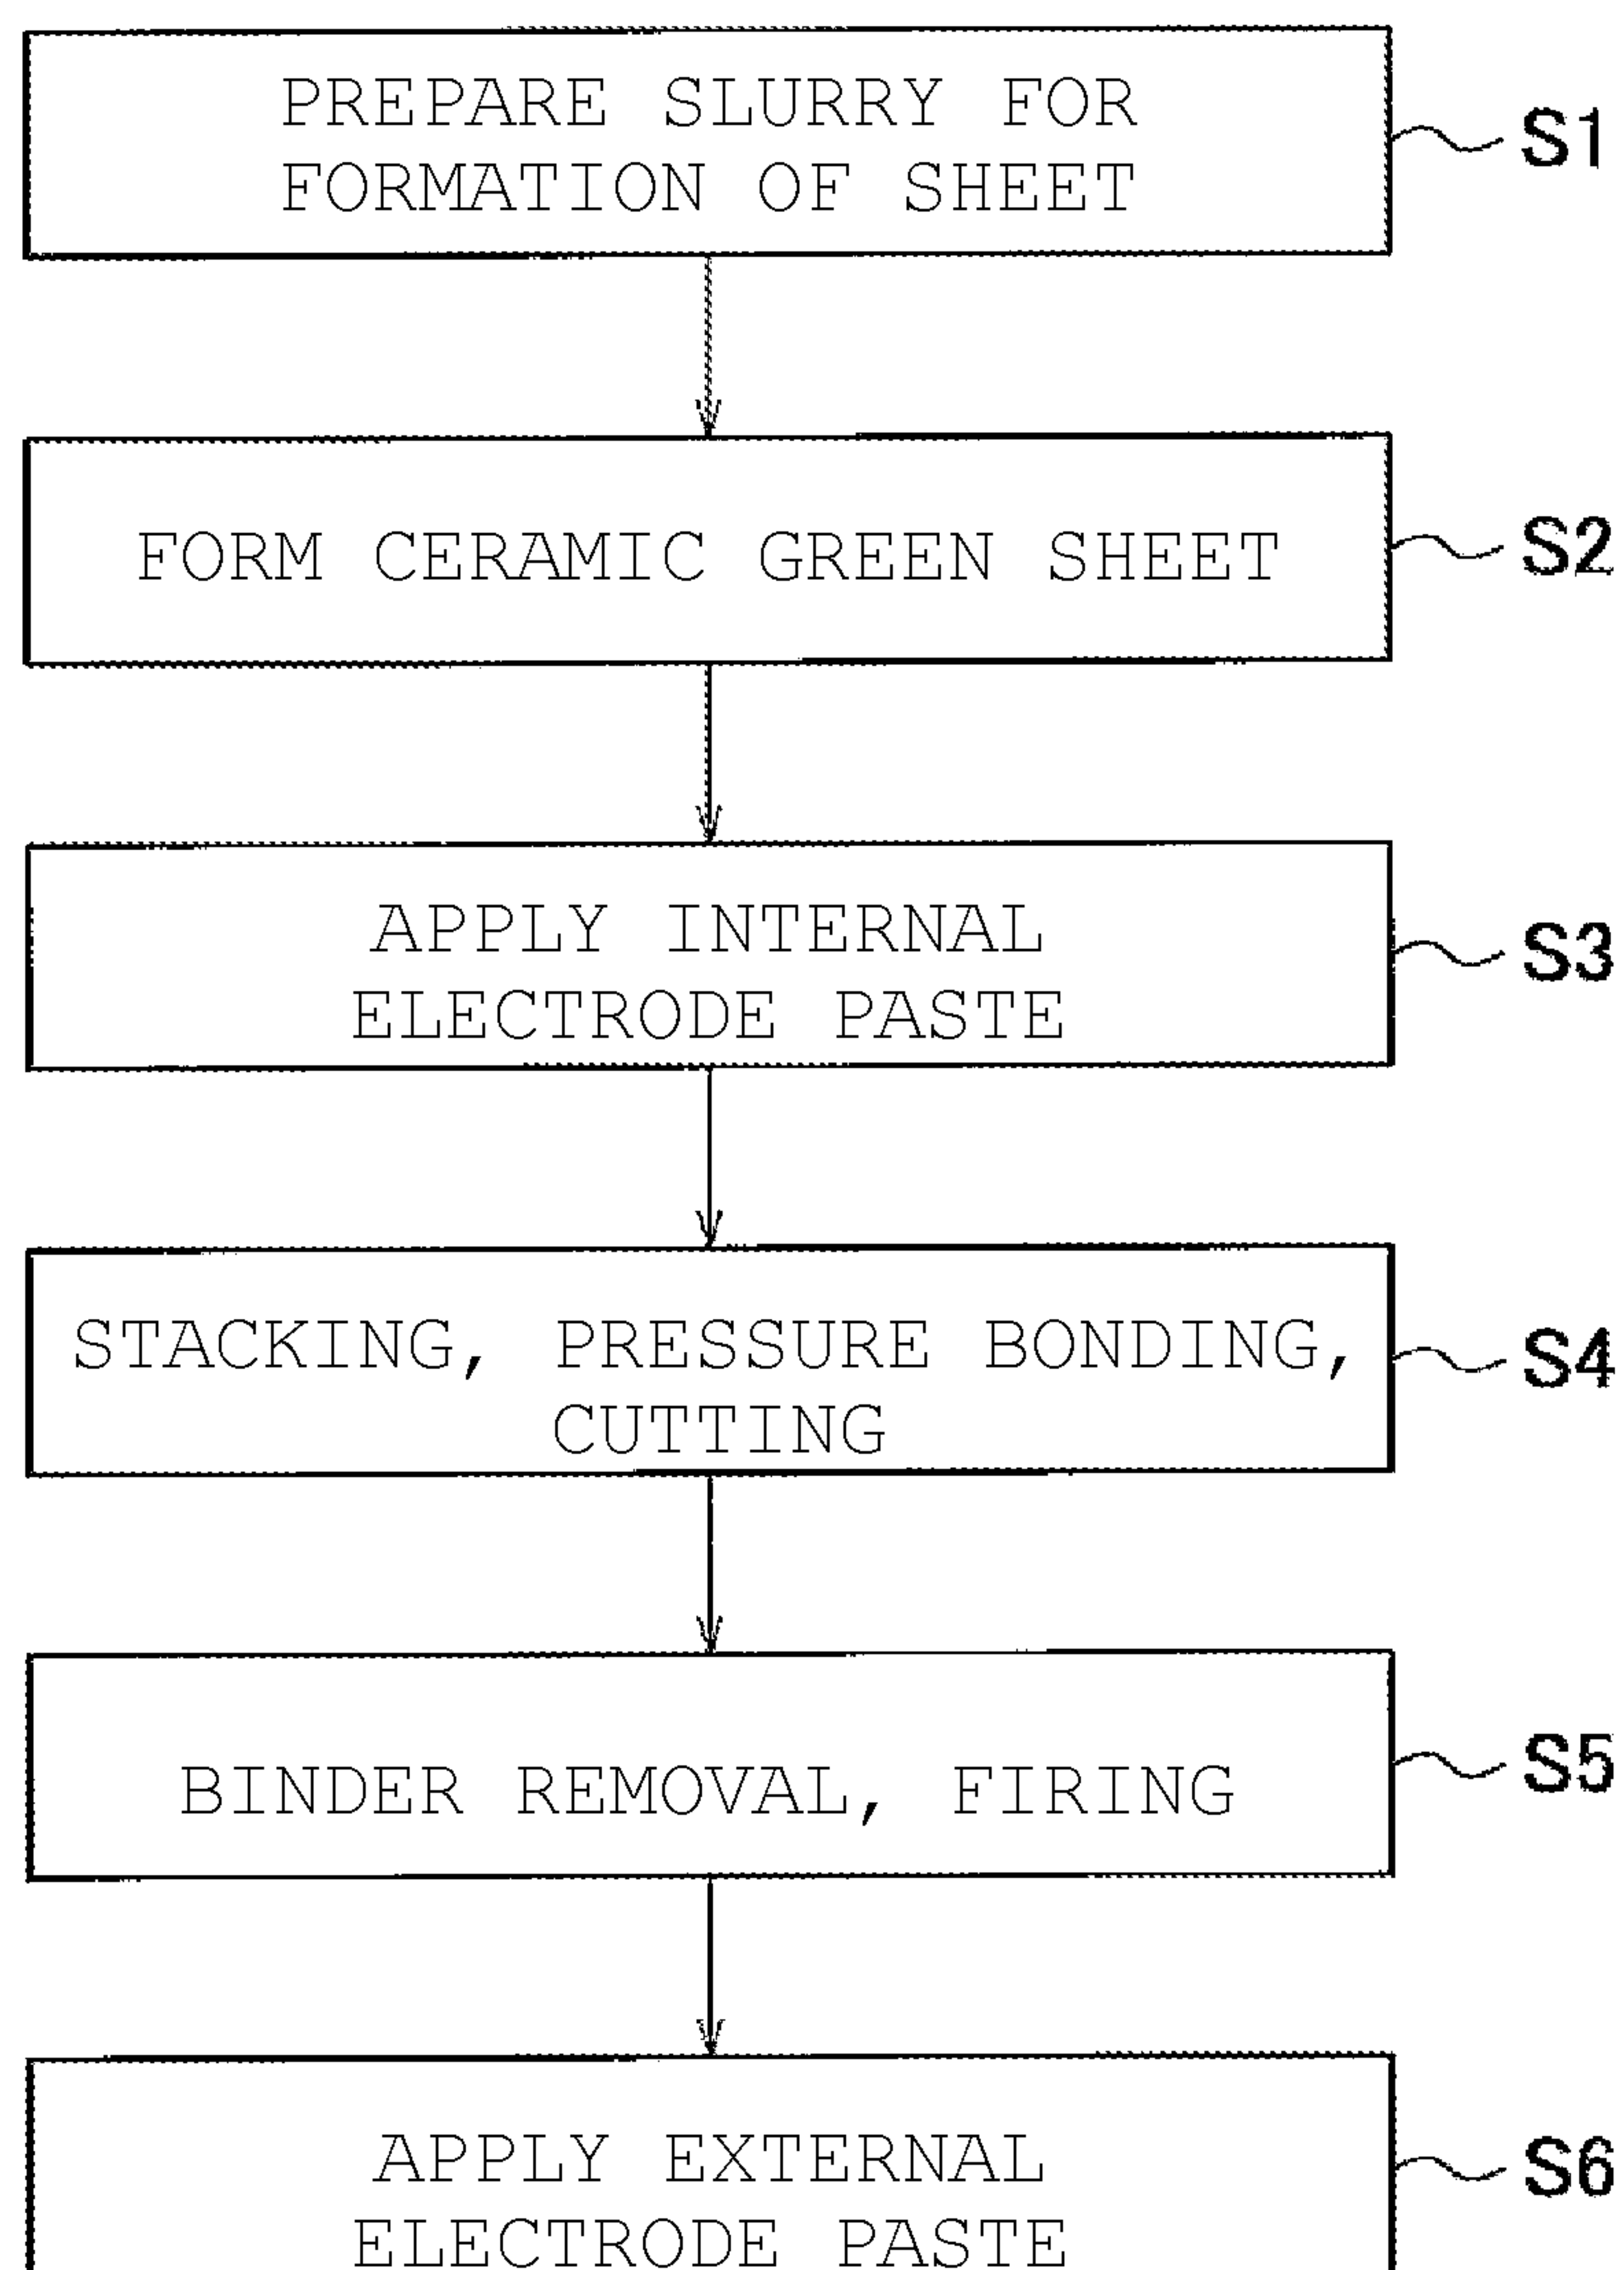 PREPARE SLURRY FOR
FORMATION OF SHEET
S1
FORM CERAMIC GREEN SHEET
S2
APPLY INTERNAL
ELECTRODE PASTE
S3
STACKING, PRESSURE BONDING,
CUTTING
S4
BINDER REMOVAL, FIRING
S5
APPLY EXTERNAL
ELECTRODE PASTE
S6